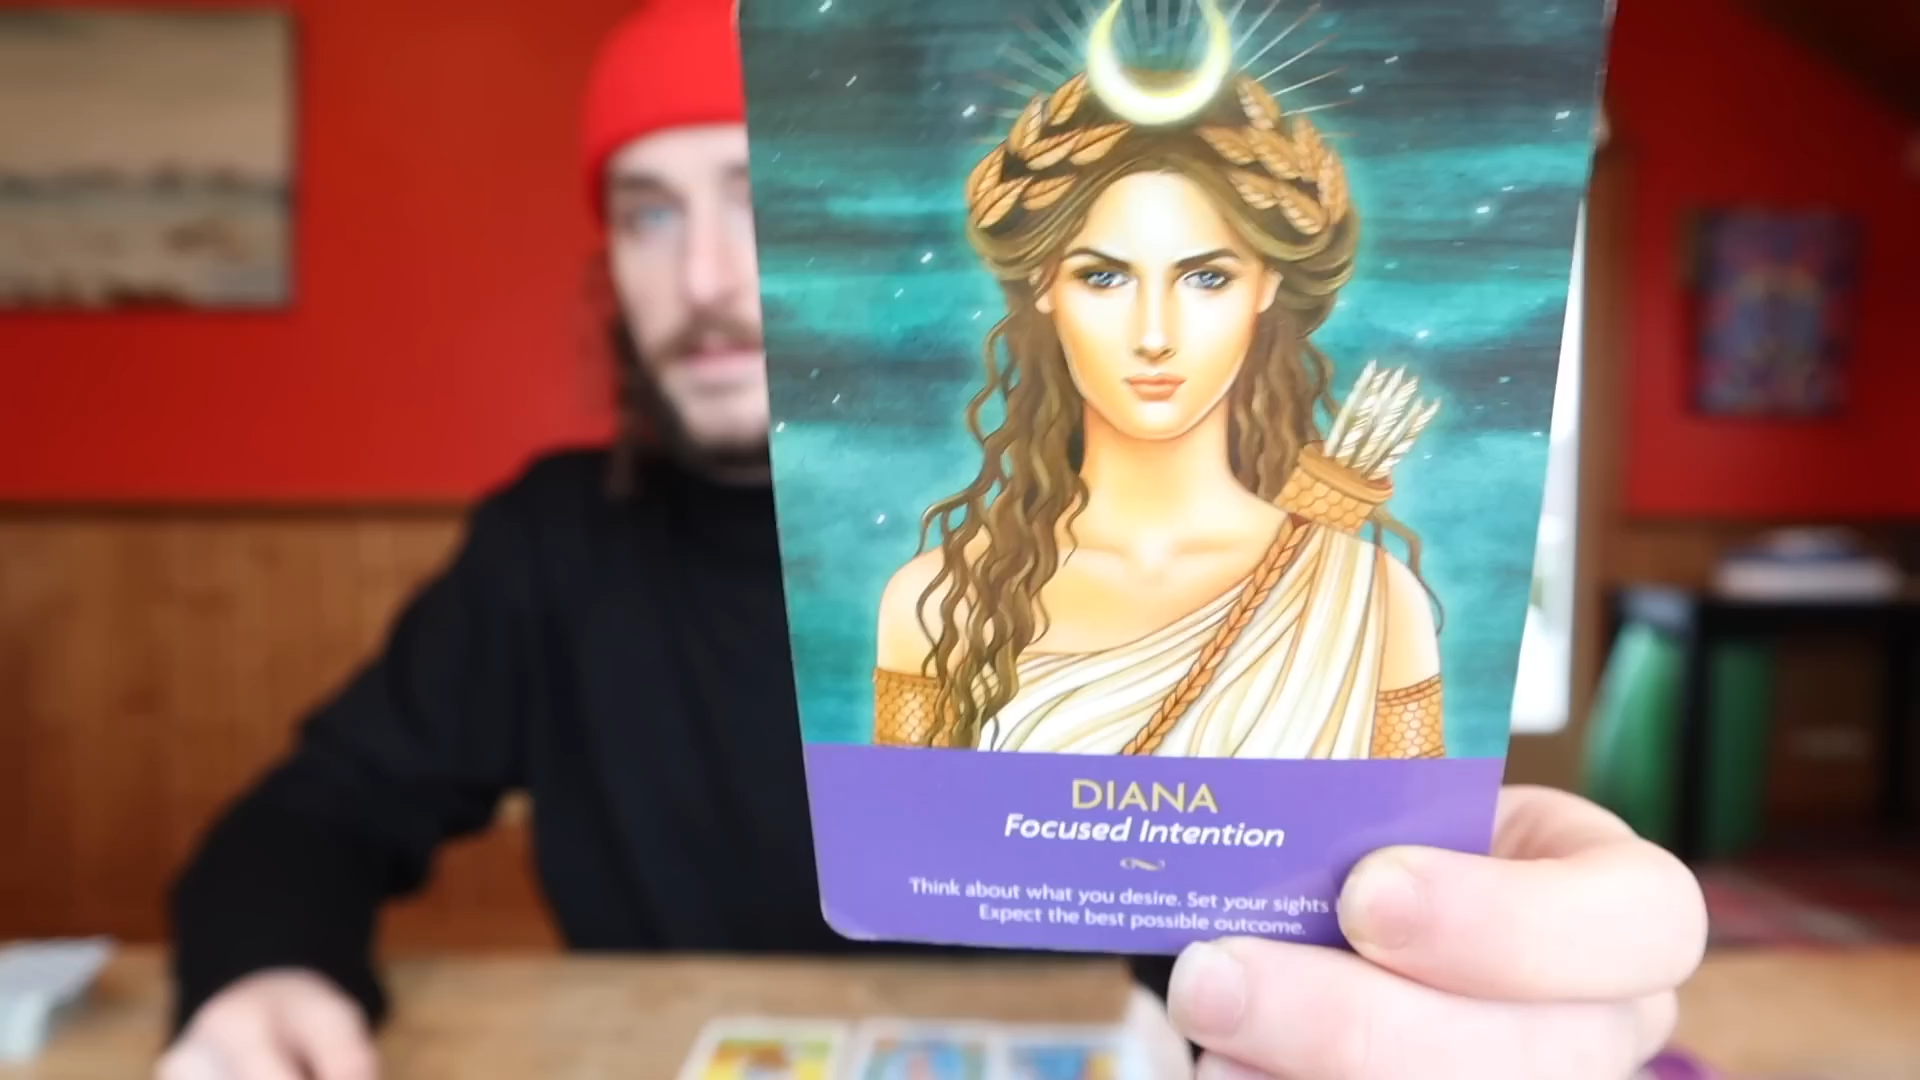 DIANA
Focused Intention
Think about what you desire. Set your sights
Expect the best possible outcome.